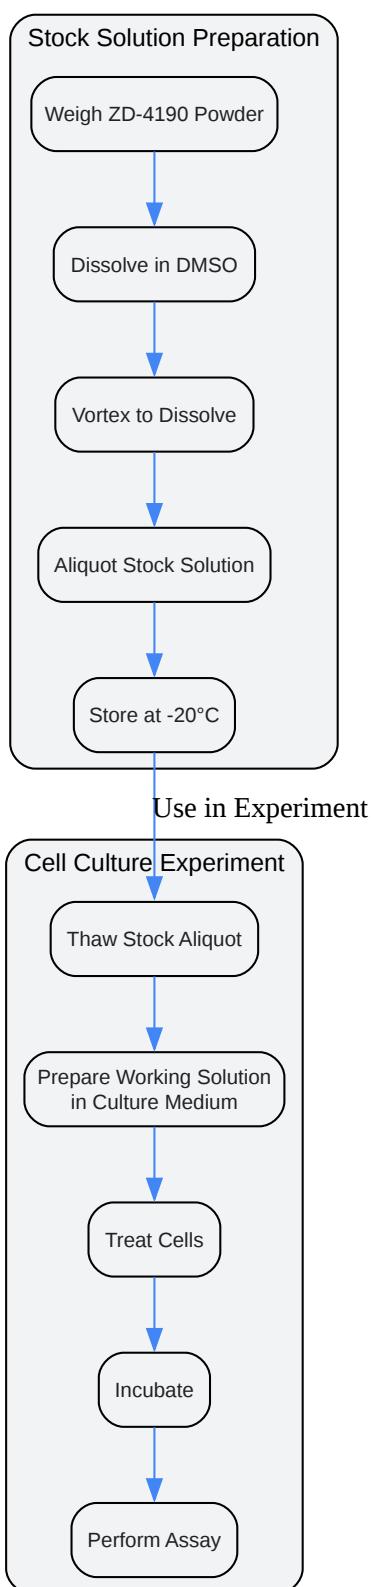 Stock Solution Preparation
Weigh ZD-4190 Powder
Dissolve in DMSO
Vortex to Dissolve
Aliquot Stock Solution
Store at -20°C
Use in Experiment
Cell Culture Experiment
Thaw Stock Aliquot
Prepare Working Solution
in Culture Medium
Treat Cells
Incubate
Perform Assay